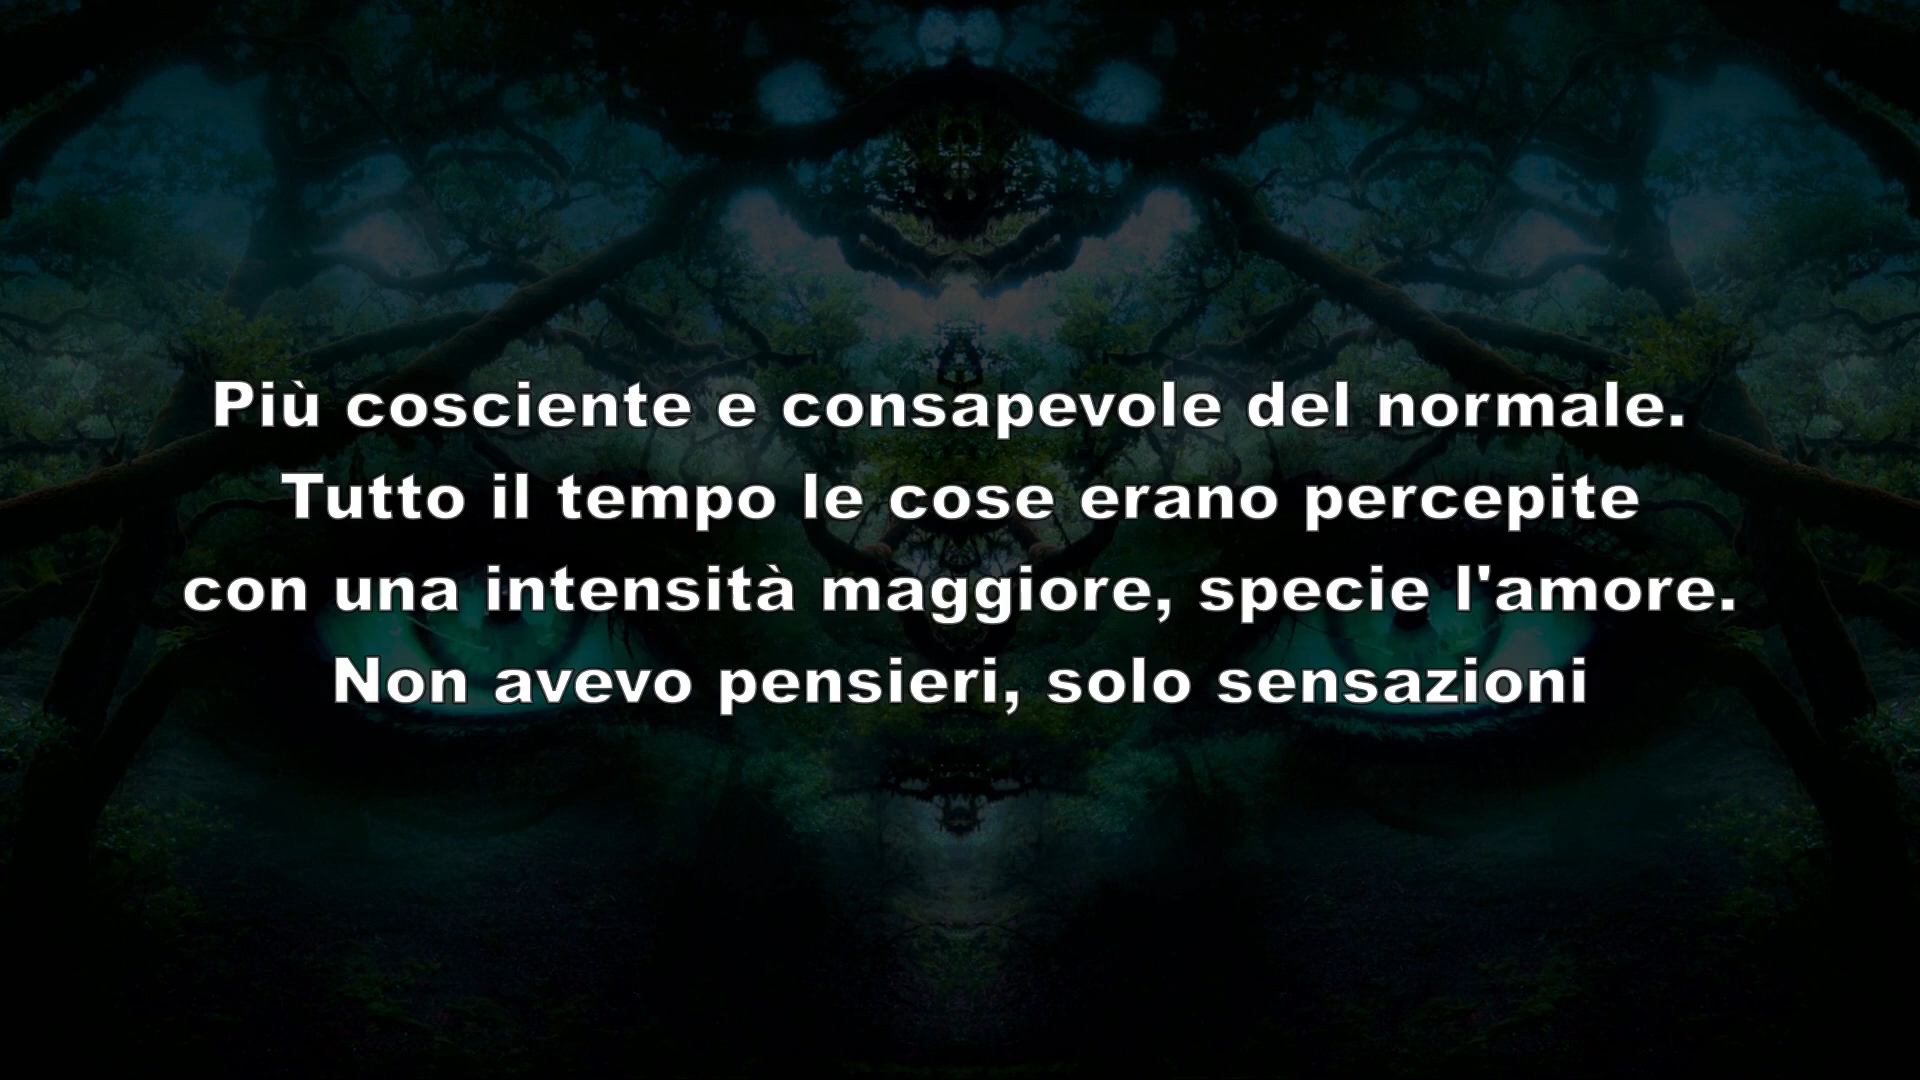 Più cosciente e consapevole del normale.
Tutto il tempo le cose erano percepite
con una intensità maggiore, specie l'amore.
Non avevo pensieri, solo sensazioni